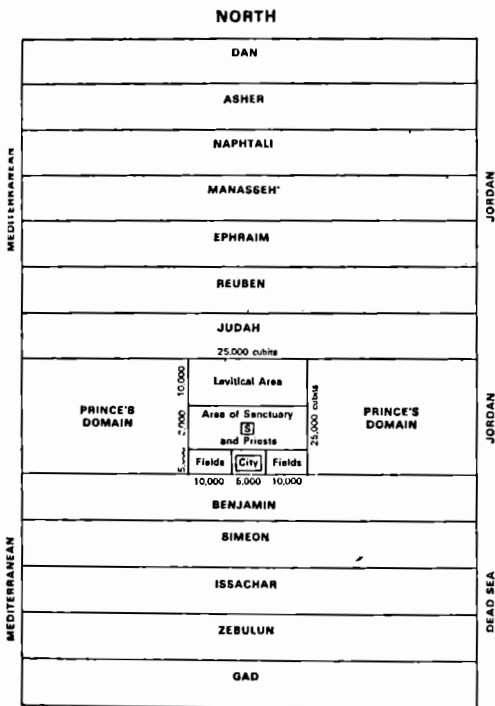 NORTH
DAN
ASHER
NAPHTALI
MANASSEH
EPHRAIM
REUBEN
JUDAH
MEDITERRANEAN
JORDAN
25,000 cubits
10,000
Levitical Area
PRINCE'S
DOMAIN
Area of Sanctuary
S
and Priests
25,000 cubits
PRINCE'S
DOMAIN
JORDAN
Fields
City
Fields
10,000
10,000
BENJAMIN
SIMEON
ISSACHAR
ZEBULUN
GAD
MEDITERRANEAN
DEAD SEA